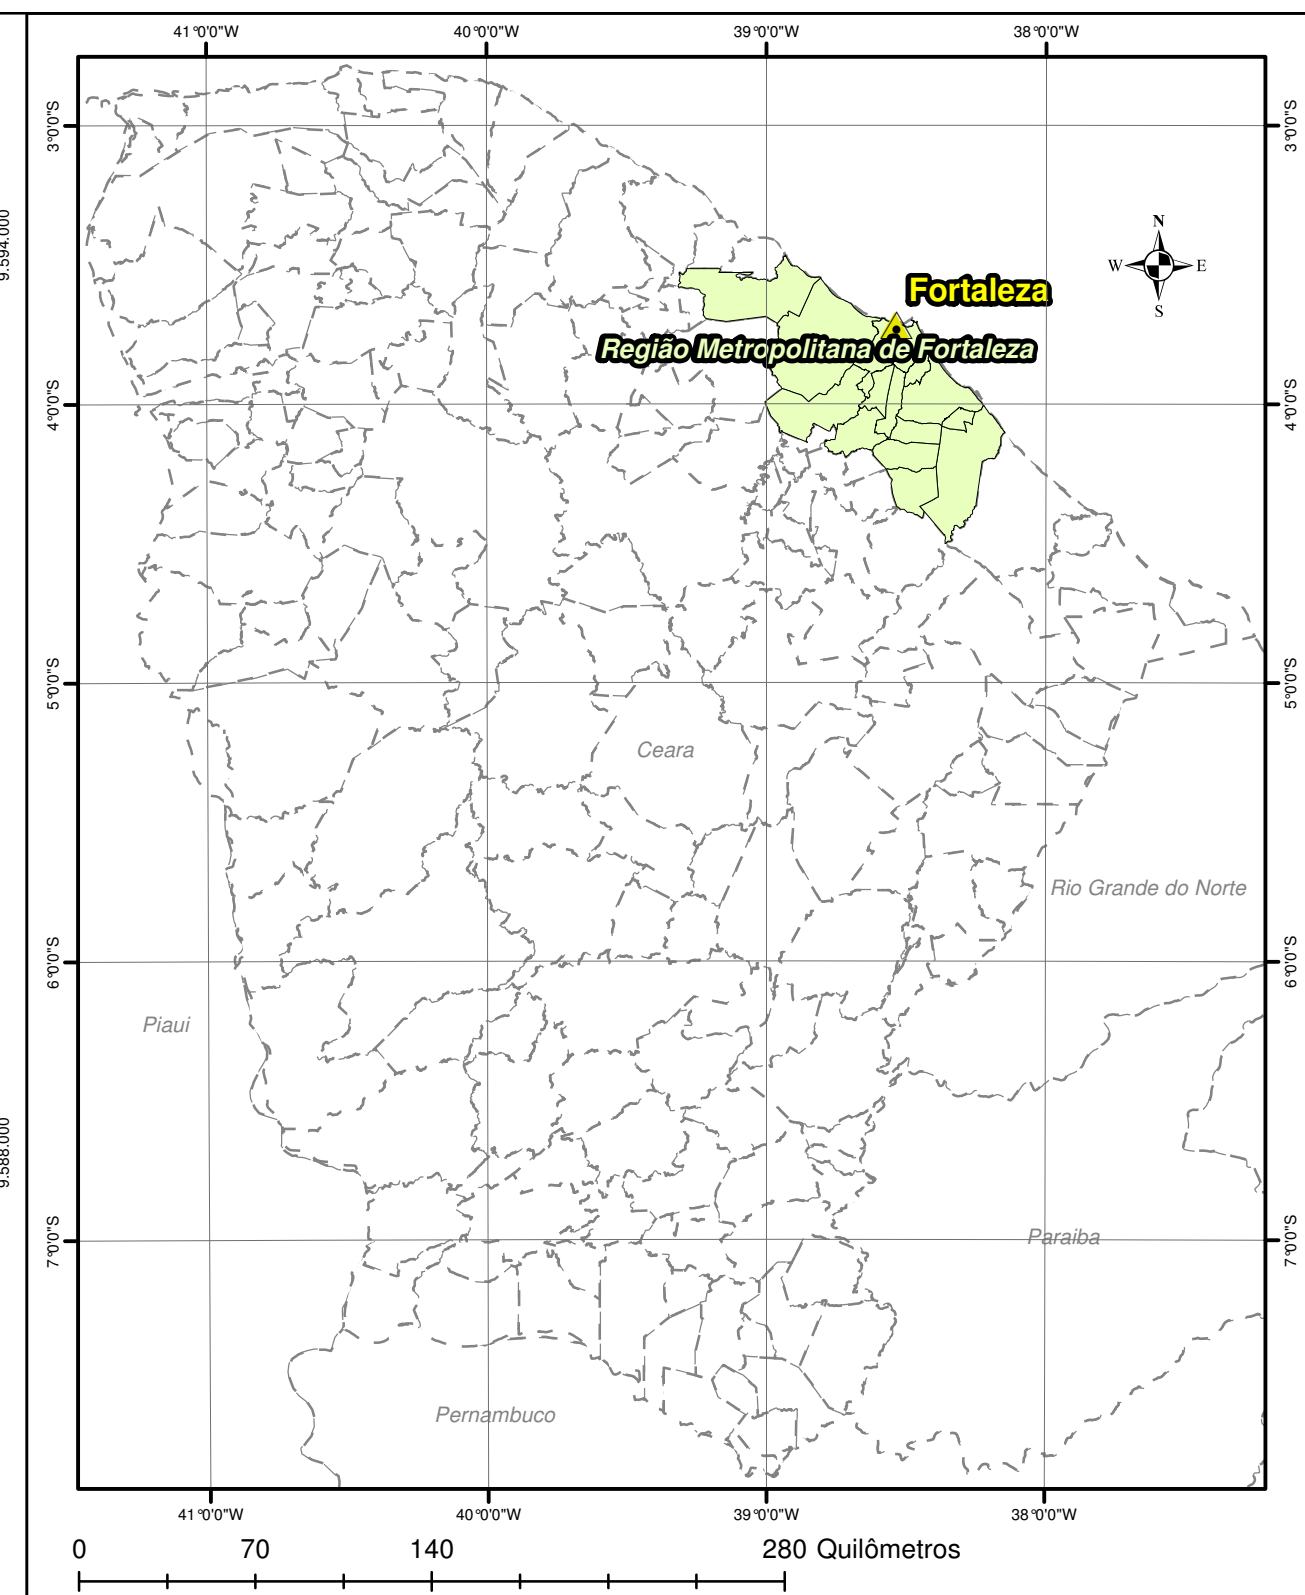 41°0'0"W 40°0'0"W 39°0'0"W 38°0'0"W
3°0'0"S 3°0'0"S
9.594.000
N
W E
S
Fortaleza
Região Metropolitana de Fortaleza
4°0'0"S 4°0'0"S
5°0'0"S 5°0'0"S
Ceara
Rio Grande do Norte
6°0'0"S 6°0'0"S
Piaui
9.588.000
7°0'0"S 7°0'0"S
Paraiba
Pernambuco
41°0'0"W 40°0'0"W 39°0'0"W 38°0'0"W
0 70 140 280 Quilômetros